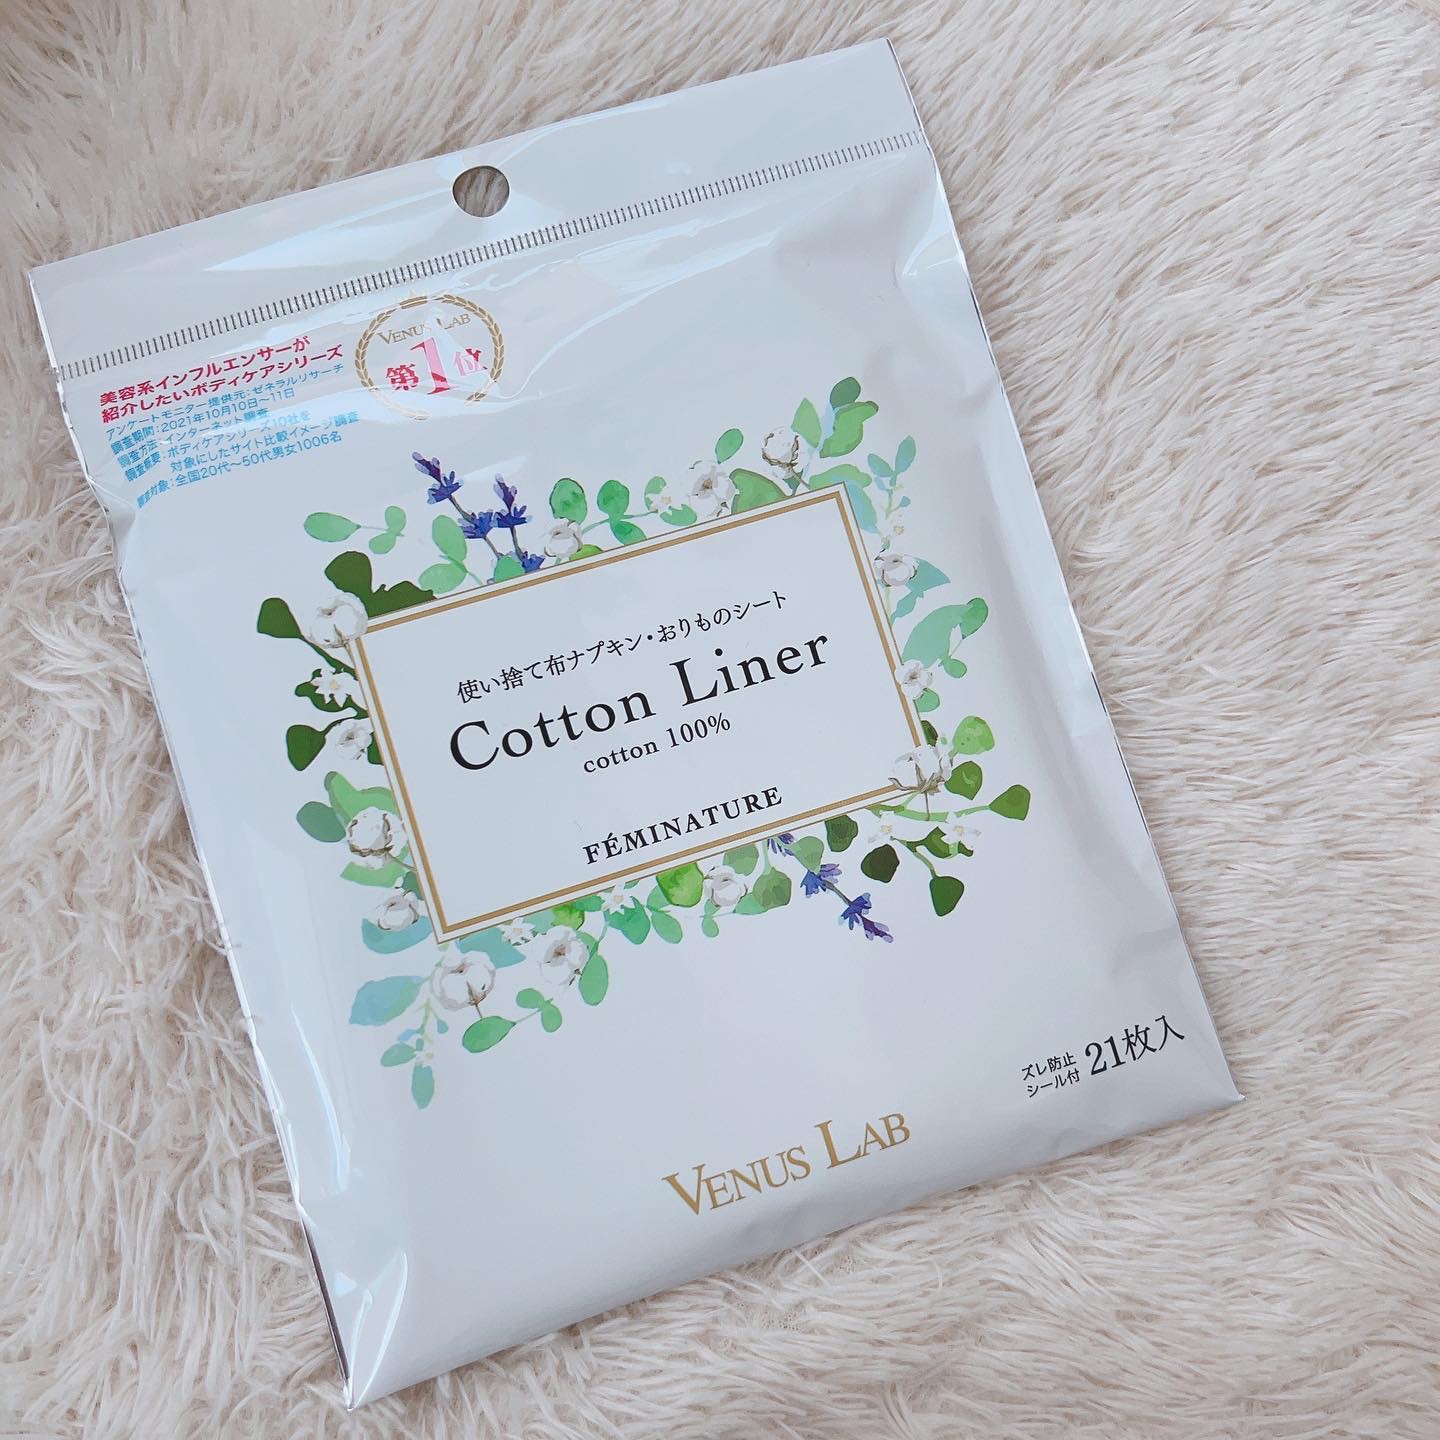 美容系インフルエンサーが
紹介したいボディケアシリーズ
アンケートモニター提供元:ゼネラルリサーチ
調査期間:2021年10月10日〜11日
調査方法:インターネット調査
調査概要:ボディケアシリーズ10社を
対象にしたサイト比較イメージ調査
調査対象:全国20代〜50代男女1006名
VENUS LAB
第1位
使い捨て布ナプキン・おりものシート
Cotton Liner
cotton 100%
FÉMINATURE
ズレ防止
シール付
21枚入
VENUS LAB